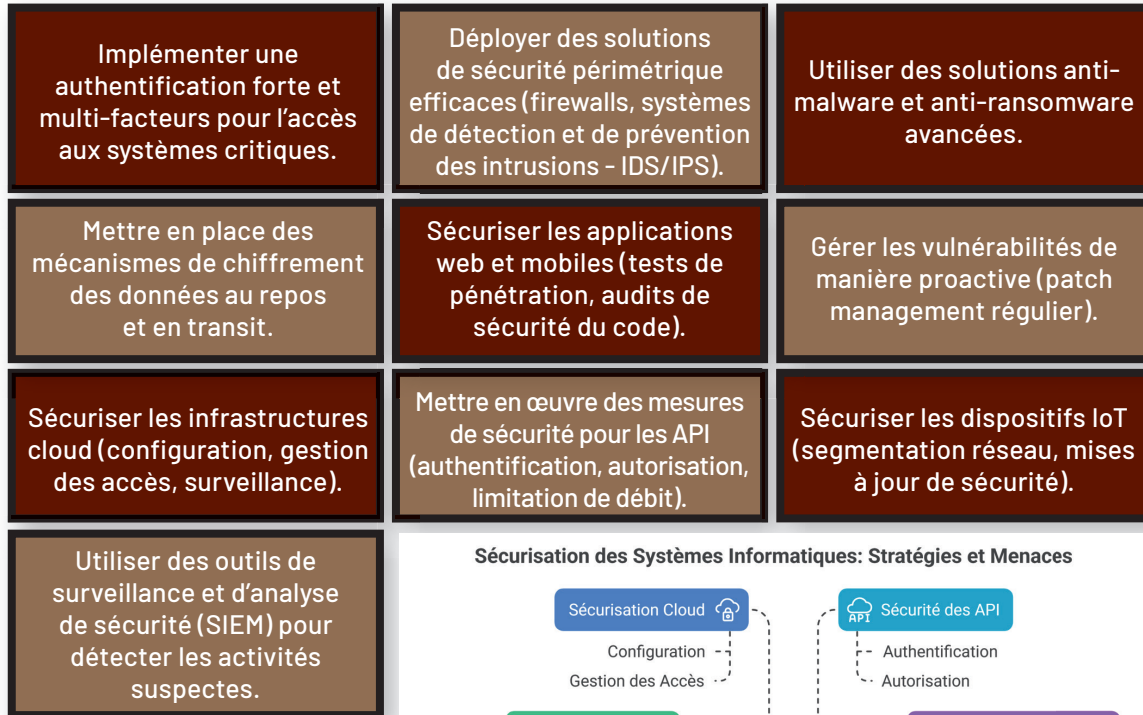 Implémenter une
authentification forte et
multi-facteurs pour l'accès
aux systèmes critiques.
Déployer des solutions
de sécurité périmétrique
efficaces (firewalls, systèmes
de détection et de prévention
des intrusions - IDS/IPS).
Utiliser des solutions anti-
malware et anti-ransomware
avancées.
Mettre en place des
mécanismes de chiffrement
des données au repos
et en transit.
Sécuriser les applications
web et mobiles (tests de
pénétration, audits de
sécurité du code).
Gérer les vulnérabilités de
manière proactive (patch
management régulier).
Sécuriser les infrastructures
cloud (configuration, gestion
des accès, surveillance).
Mettre en œuvre des mesures
de sécurité pour les API
(authentification, autorisation,
limitation de débit).
Sécuriser les dispositifs IoT
(segmentation réseau, mises
à jour de sécurité).
Utiliser des outils de
surveillance et d'analyse
de sécurité (SIEM) pour
détecter les activités
suspectes.
Sécurisation des Systèmes Informatiques: Stratégies et Menaces
Sécurisation Cloud
Configuration
Gestion des Accès
API
Sécurité des API
Authentification
Autorisation